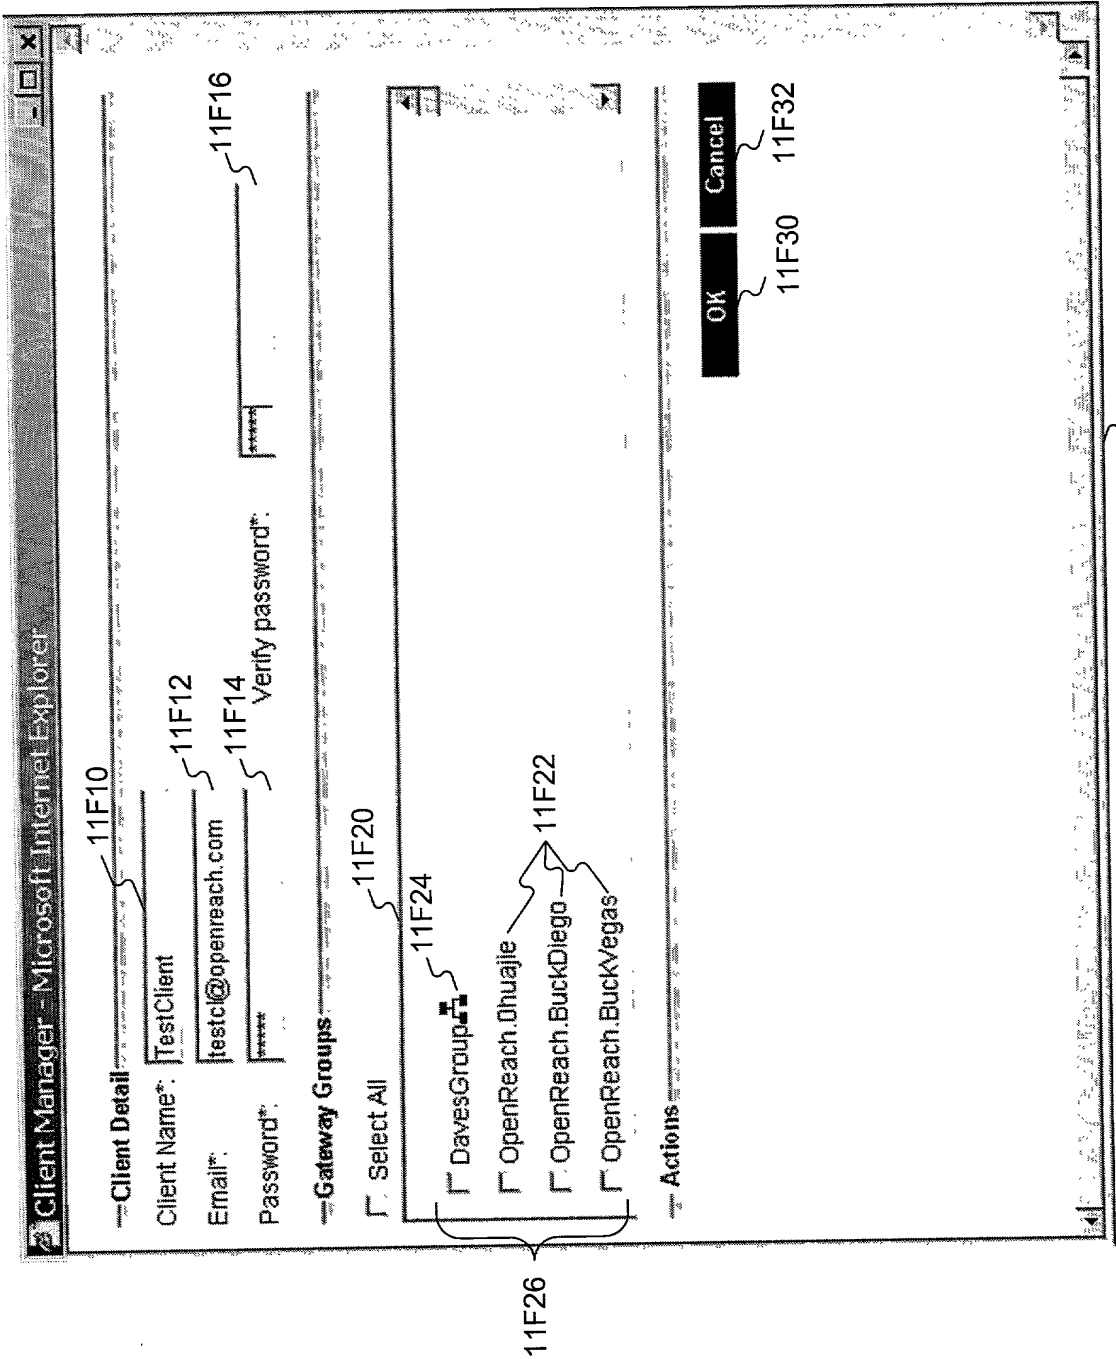 Client Manager - Microsoft Internet Explorer
11F10
Client Detail
Client Name*: TestClient
11F12
Email*: testcl@openreach.com
11F14
11F16
Password*: ***** Verify password*: *****
Gateway Groups
11F20
Select All
11F24
DavesGroup
OpenReach.0huajie
11F22
OpenReach.BuckDiego
OpenReach.BuckVegas
11F26
Actions
OK Cancel
11F30 11F32